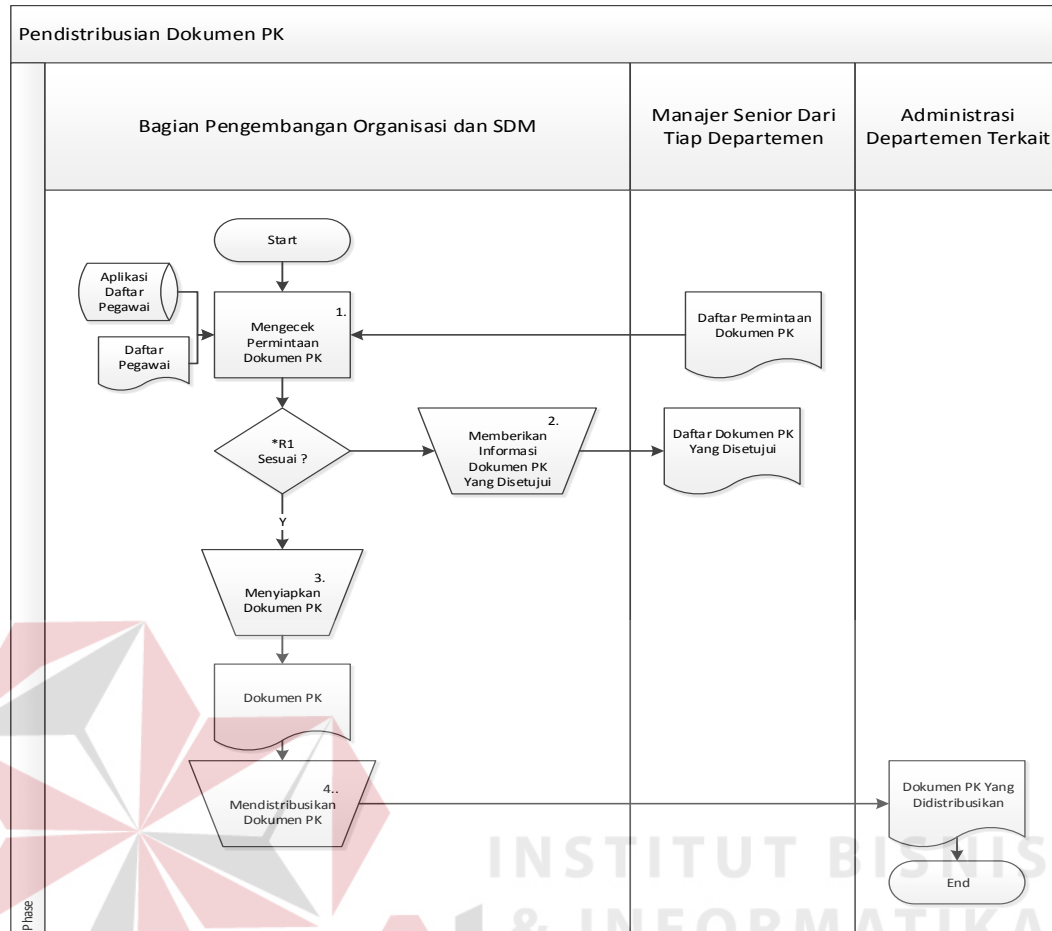 Pendistribusian Dokumen PK
Bagian Pengembangan Organisasi dan SDM
Manajer Senior Dari
Tiap Departemen
Administrasi
Departemen Terkait
Start
Aplikasi
Daftar
Pegawai
Daftar
Pegawai
1.
Mengecek
Permintaan
Dokumen PK
Daftar Permintaan
Dokumen PK
*R1
Sesuai ?
2.
Memberikan
Informasi
Dokumen PK
Yang Disetujui
Daftar Dokumen PK
Yang Disetujui
Y
3.
Menyiapkan
Dokumen PK
Dokumen PK
4..
Mendistribusikan
Dokumen PK
Dokumen PK Yang
Didistribusikan
End
Phase
INSTITUT BISNIS
& INFORMATIKA